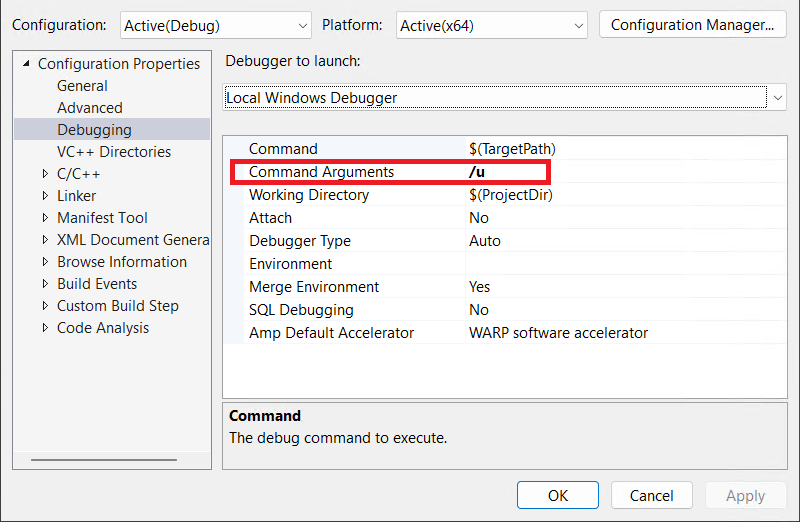 Configuration: Active(Debug) Platform: Active(x64) Configuration Manager...
Configuration Properties
General
Advanced
Debugging
VC++ Directories
C/C++
Linker
Manifest Tool
XML Document Genera
Browse Information
Build Events
Custom Build Step
Code Analysis
Debugger to launch:
Local Windows Debugger
Command $(TargetPath)
Command Arguments /u
Working Directory $(ProjectDir)
Attach No
Debugger Type Auto
Environment
Merge Environment Yes
SQL Debugging No
Amp Default Accelerator WARP software accelerator
Command
The debug command to execute.
OK Cancel Apply